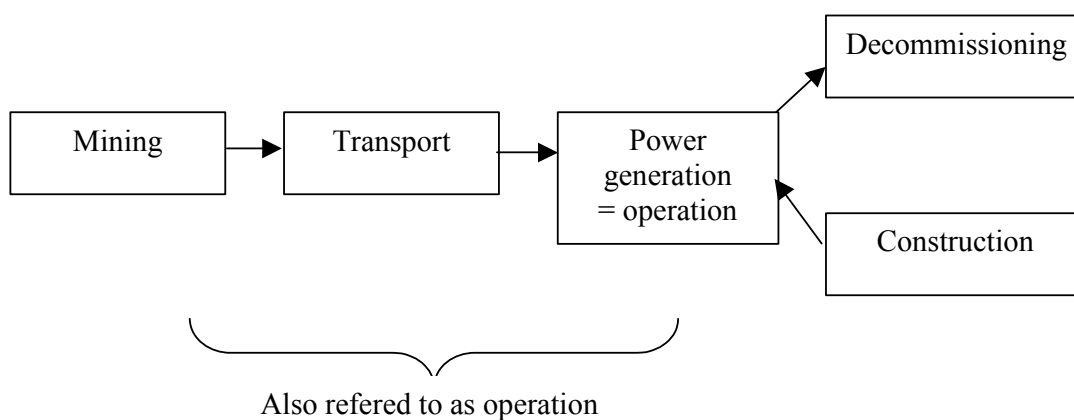 Decommissioning
Mining
Transport
Power
generation
= operation
Construction
Also refered to as operation